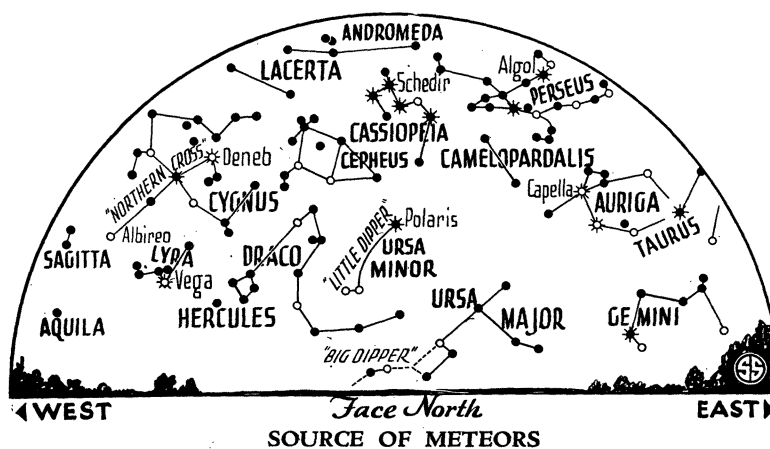 ANDROMEDA
LACERTA
Algol
Schedir
PERSEUS
CASSIOPEIA
CEPHEUS
CAMELOPARDALIS
"NORTHERN CROSS"
Deneb
CYGNUS
Capella
AURIGA
Albireo
"LITTLE DIPPER"
Polaris
TAURUS
SAGITTA
LYRA
DRACO
URSA
MINOR
Vega
AQUILA
HERCULES
URSA
MAJOR
GEMINI
"BIG DIPPER"
SS
WEST
Face North
EAST
SOURCE OF METEORS